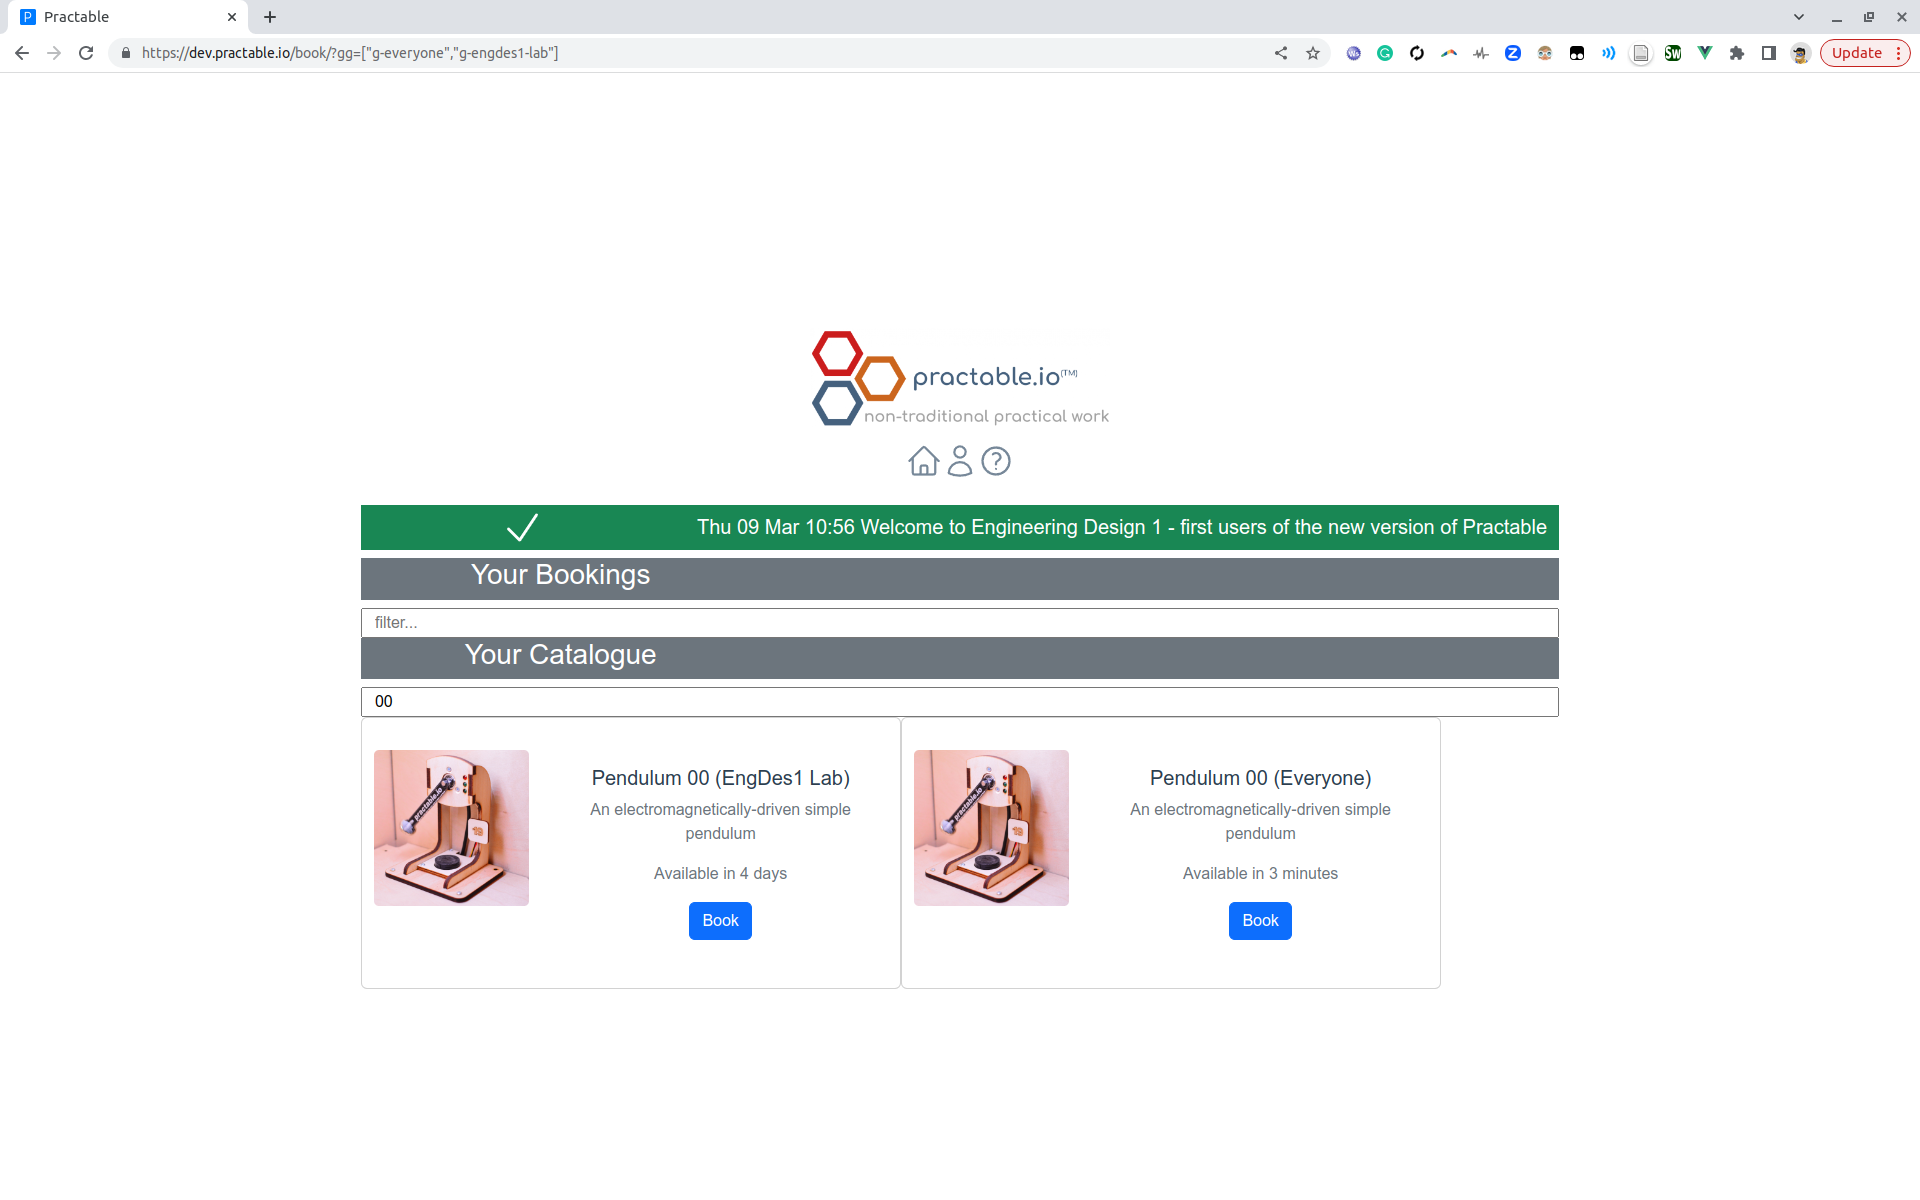 Practable
https://dev.practable.io/book/?gg=["g-everyone","g-engdes1-lab"]
Update
practable.io(TM)
non-traditional practical work
Thu 09 Mar 10:56 Welcome to Engineering Design 1 - first users of the new version of Practable
Your Bookings
filter...
Your Catalogue
00
practable.io
Pendulum 00 (EngDes1 Lab)
An electromagnetically-driven simple
pendulum
Available in 4 days
Book
practable.io
Pendulum 00 (Everyone)
An electromagnetically-driven simple
pendulum
Available in 3 minutes
Book